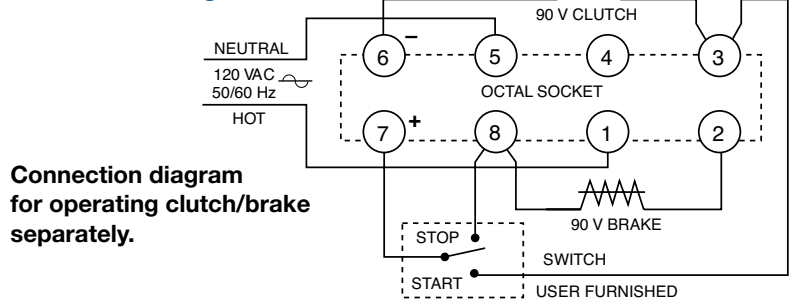 90 V CLUTCH
6 − 5 4 3
NEUTRAL
120 VAC
50/60 Hz
HOT
OCTAL SOCKET
7 + 8 1 2
Connection diagram
for operating clutch/brake
separately.
90 V BRAKE
STOP
SWITCH
START
USER FURNISHED